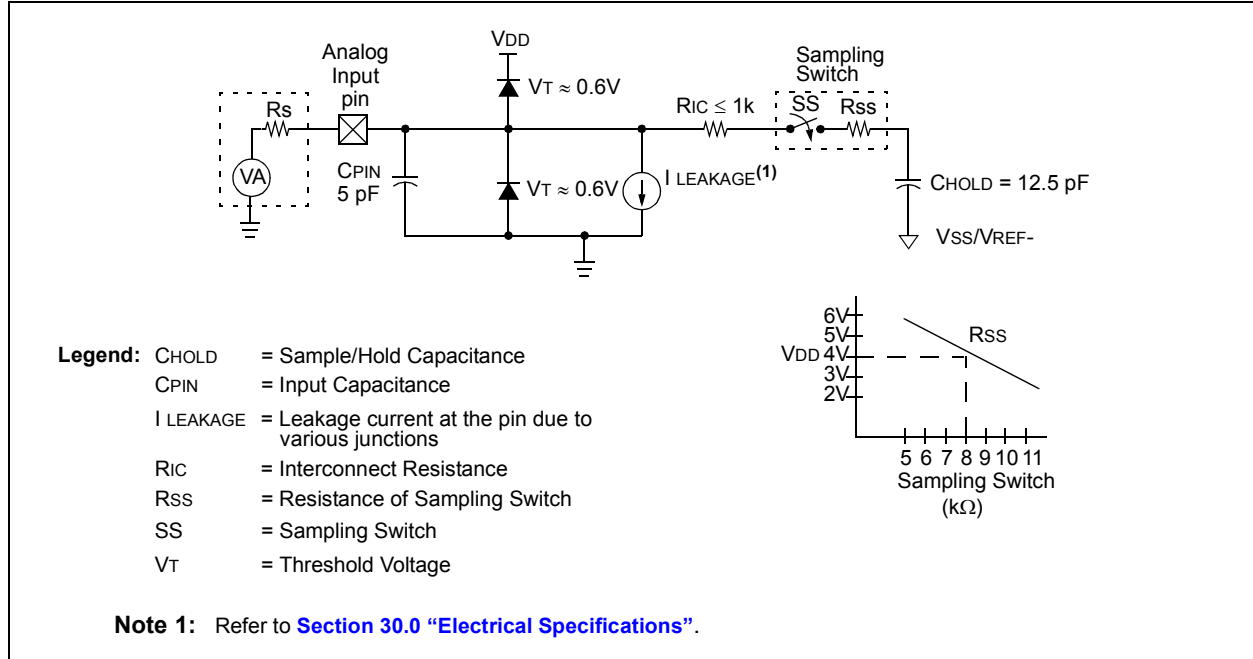 VDD
Analog
Input
pin
Sampling
Switch
Rs
VT ≈ 0.6V
RIC ≤ 1k
SS
Rss
VA
CPIN
5 pF
VT ≈ 0.6V
I LEAKAGE(1)
CHOLD = 12.5 pF
VSS/VREF-
6V
5V
VDD 4V
3V
2V
RSS
5 6 7 8 9 10 11
Sampling Switch
(kΩ)
Legend: CHOLD = Sample/Hold Capacitance
CPIN = Input Capacitance
I LEAKAGE = Leakage current at the pin due to
various junctions
RIC = Interconnect Resistance
RSS = Resistance of Sampling Switch
SS = Sampling Switch
VT = Threshold Voltage
Note 1: Refer to Section 30.0 “Electrical Specifications”.